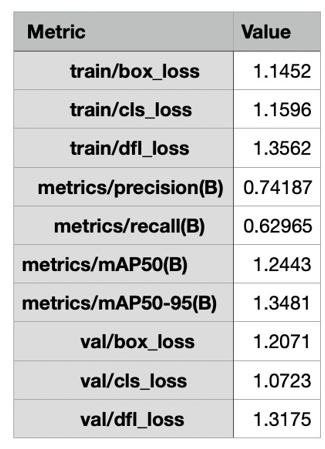 Metric Value
train/box_loss 1.1452
train/cls_loss 1.1596
train/dfl_loss 1.3562
metrics/precision(B) 0.74187
metrics/recall(B) 0.62965
metrics/mAP50(B) 1.2443
metrics/mAP50-95(B) 1.3481
val/box_loss 1.2071
val/cls_loss 1.0723
val/dfl_loss 1.3175